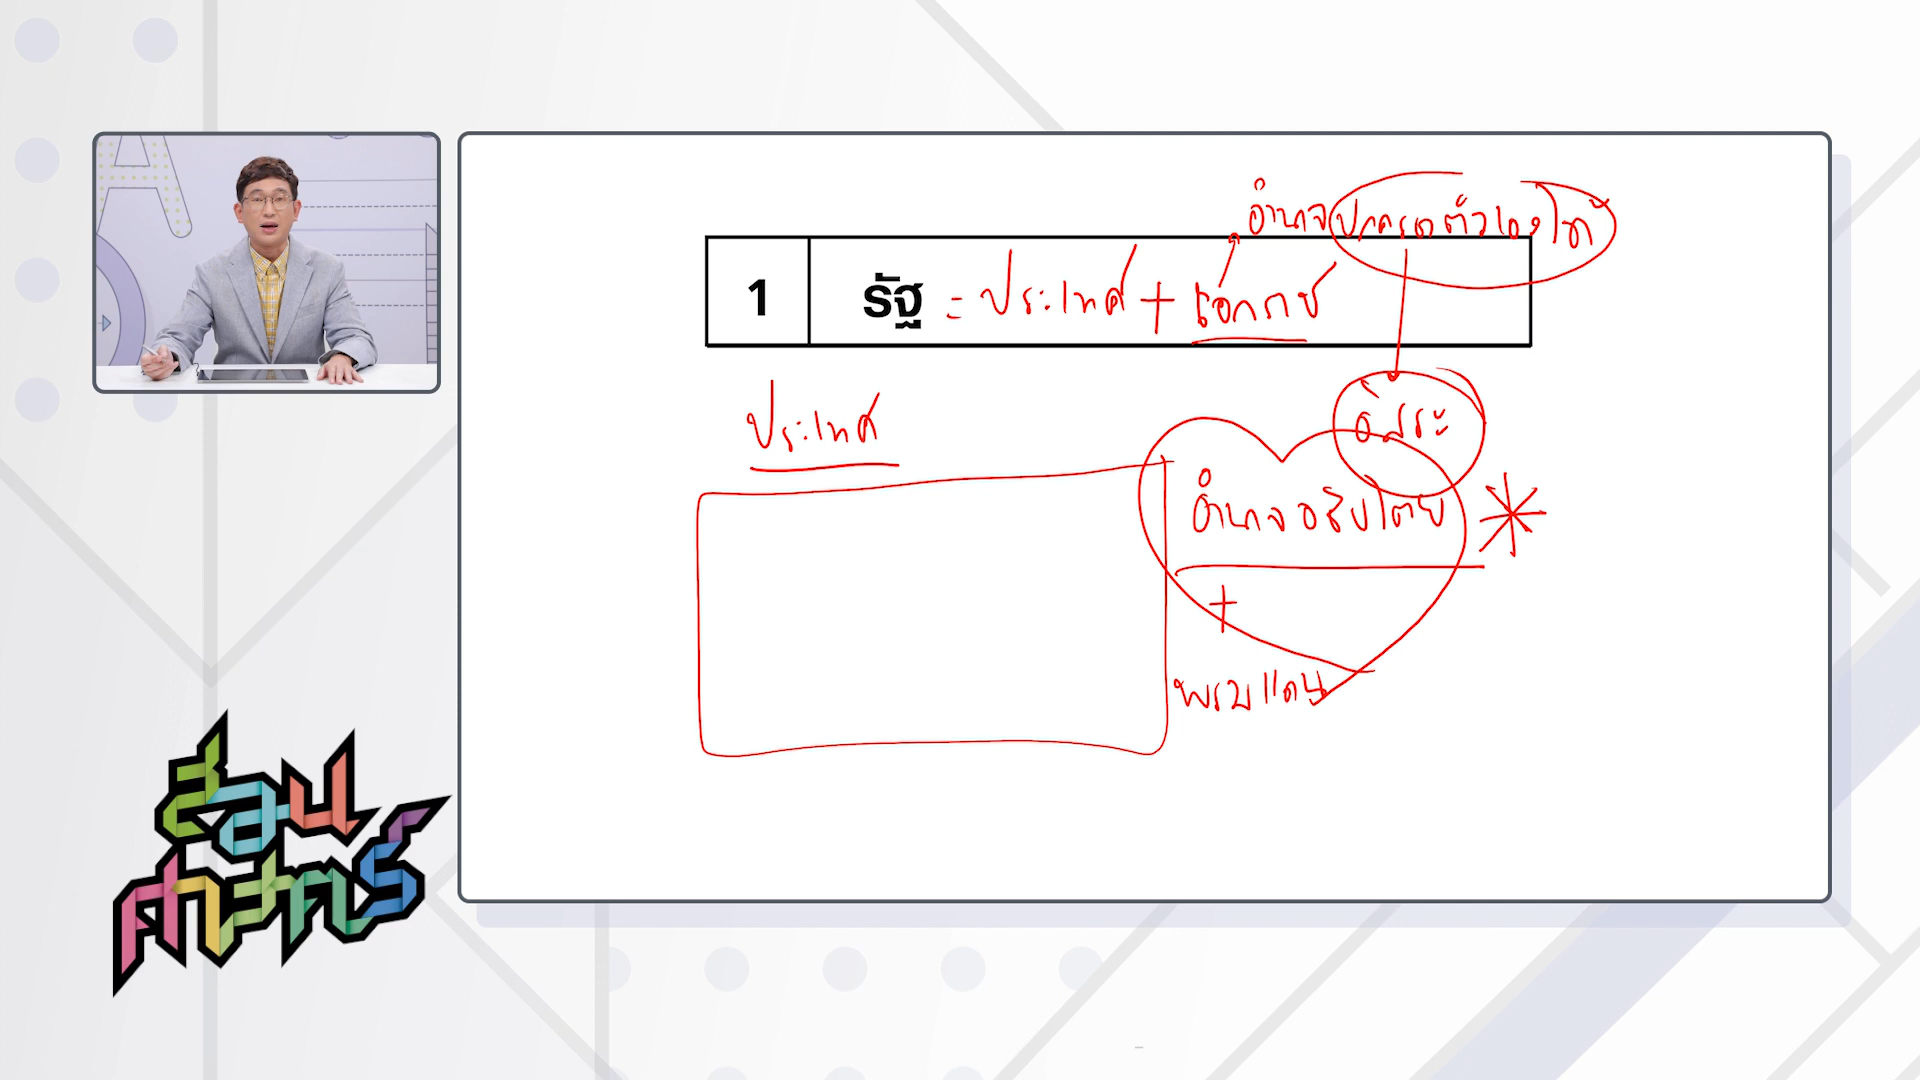 อำนาจปกครองตัวเองได้
1 รัฐ = ประเทศ + เอกราช
ประเทศ
อิสระ
อำนาจอธิปไตย *
+
พรมแดน
สอน
ศาสตร์